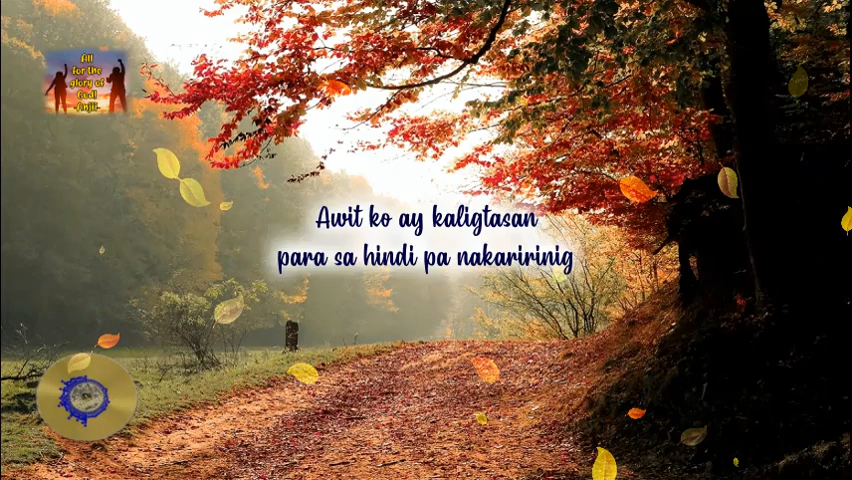 All
for the
glory of
God!
Awit ko ay kaligtasan
para sa hindi pa nakaririnig